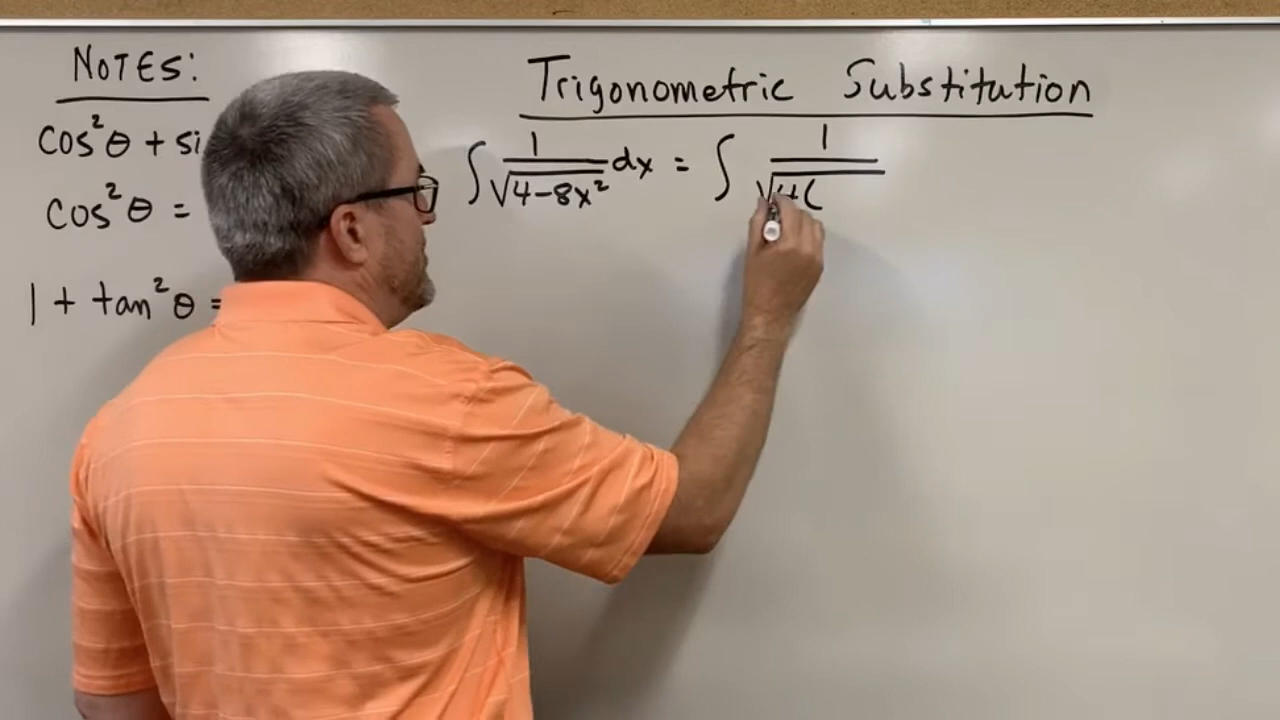 NOTES:
cos²θ + si
cos²θ =
1 + tan²θ =
Trigonometric Substitution
∫ 1/√(4-8x²) dx = ∫ 1/√4(